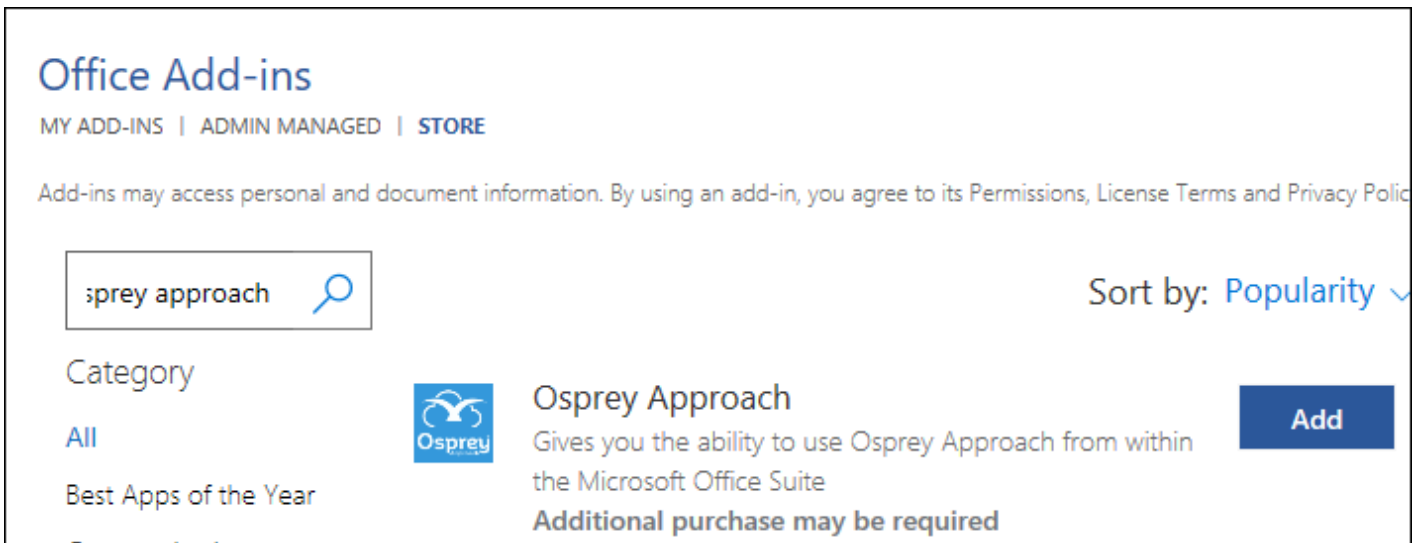 Office Add-ins
MY ADD-INS | ADMIN MANAGED | STORE
Add-ins may access personal and document information. By using an add-in, you agree to its Permissions, License Terms and Privacy Polic
sprey approach
Sort by: Popularity
Category
All
Best Apps of the Year
Osprey
Osprey Approach
Gives you the ability to use Osprey Approach from within
the Microsoft Office Suite
Additional purchase may be required
Add